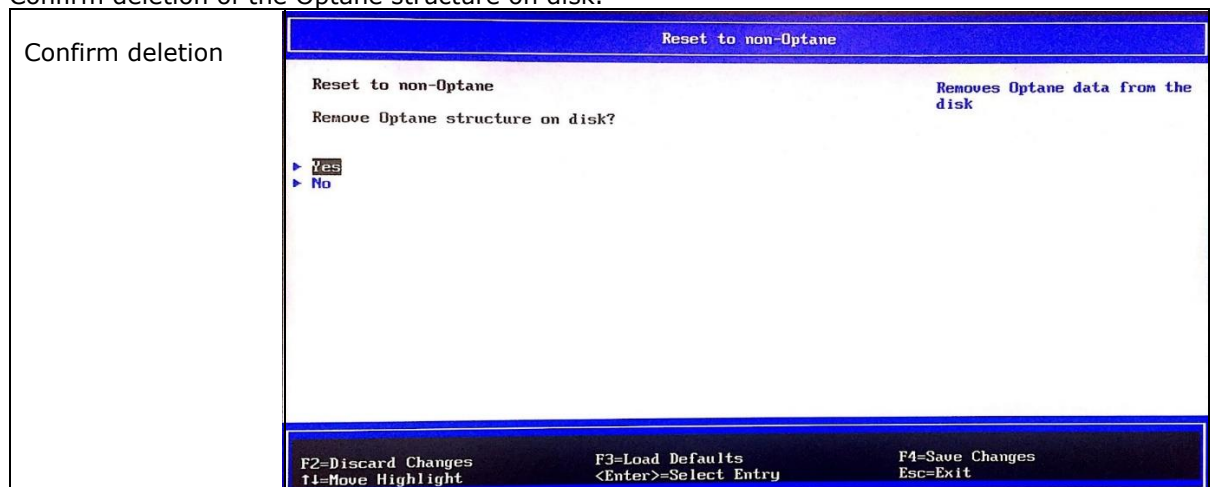 Confirm deletion of the Optane structure on disk.
Confirm deletion
Reset to non-Optane
Reset to non-Optane
Remove Optane structure on disk?
Removes Optane data from the
disk
Yes
No
F2=Discard Changes F3=Load Defaults F4=Save Changes
↑↓=Move Highlight <Enter>=Select Entry Esc=Exit